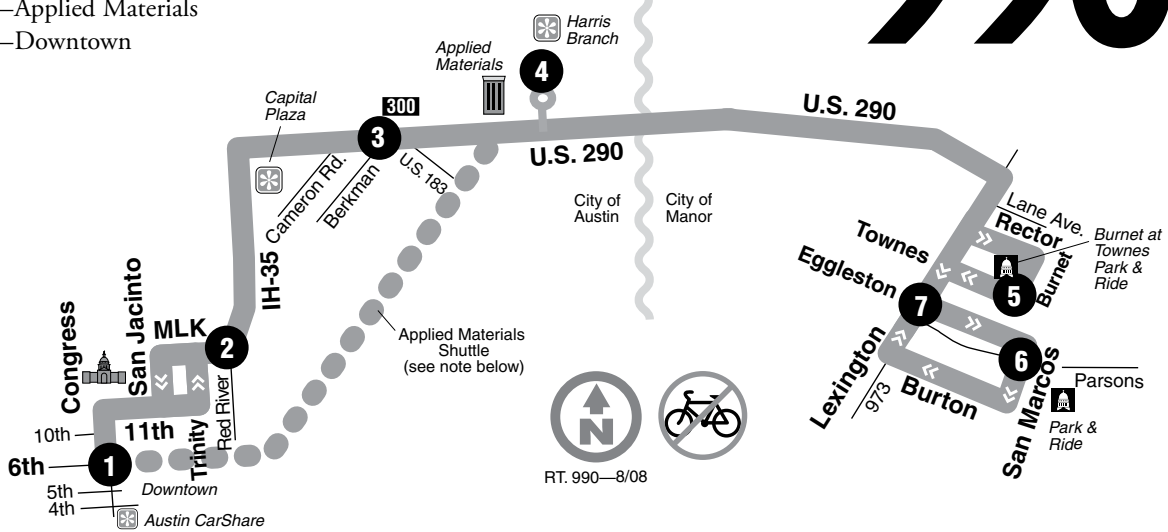 –Applied Materials
–Downtown
990
Harris
Branch
Applied
Materials
4
Capital
Plaza
300
3
U.S. 290
U.S. 290
Cameron Rd.
Berkman
U.S. 183
City of
Austin
City of
Manor
Lane Ave.
Rector
Burnet
Burnet at
Townes
Park &
Ride
Townes
Eggleston
5
7
6
IH-35
Congress
San Jacinto
MLK
2
Applied Materials
Shuttle
(see note below)
Lexington
973
Burton
San Marcos
Parsons
Park &
Ride
10th
11th
Trinity
Red River
6th
1
5th
4th
Downtown
Austin CarShare
N
RT. 990—8/08